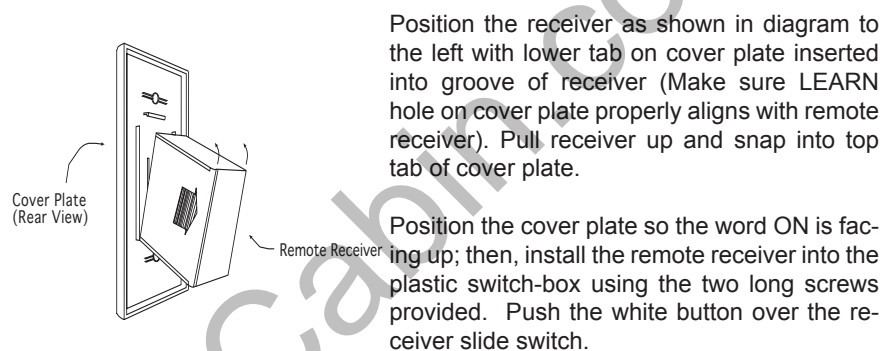 Position the receiver as shown in diagram to
the left with lower tab on cover plate inserted
into groove of receiver (Make sure LEARN
hole on cover plate properly aligns with remote
receiver). Pull receiver up and snap into top
tab of cover plate.
Cover Plate
(Rear View)
Remote Receiver
Position the cover plate so the word ON is fac-
ing up; then, install the remote receiver into the
plastic switch-box using the two long screws
provided. Push the white button over the re-
ceiver slide switch.
Cabin.co